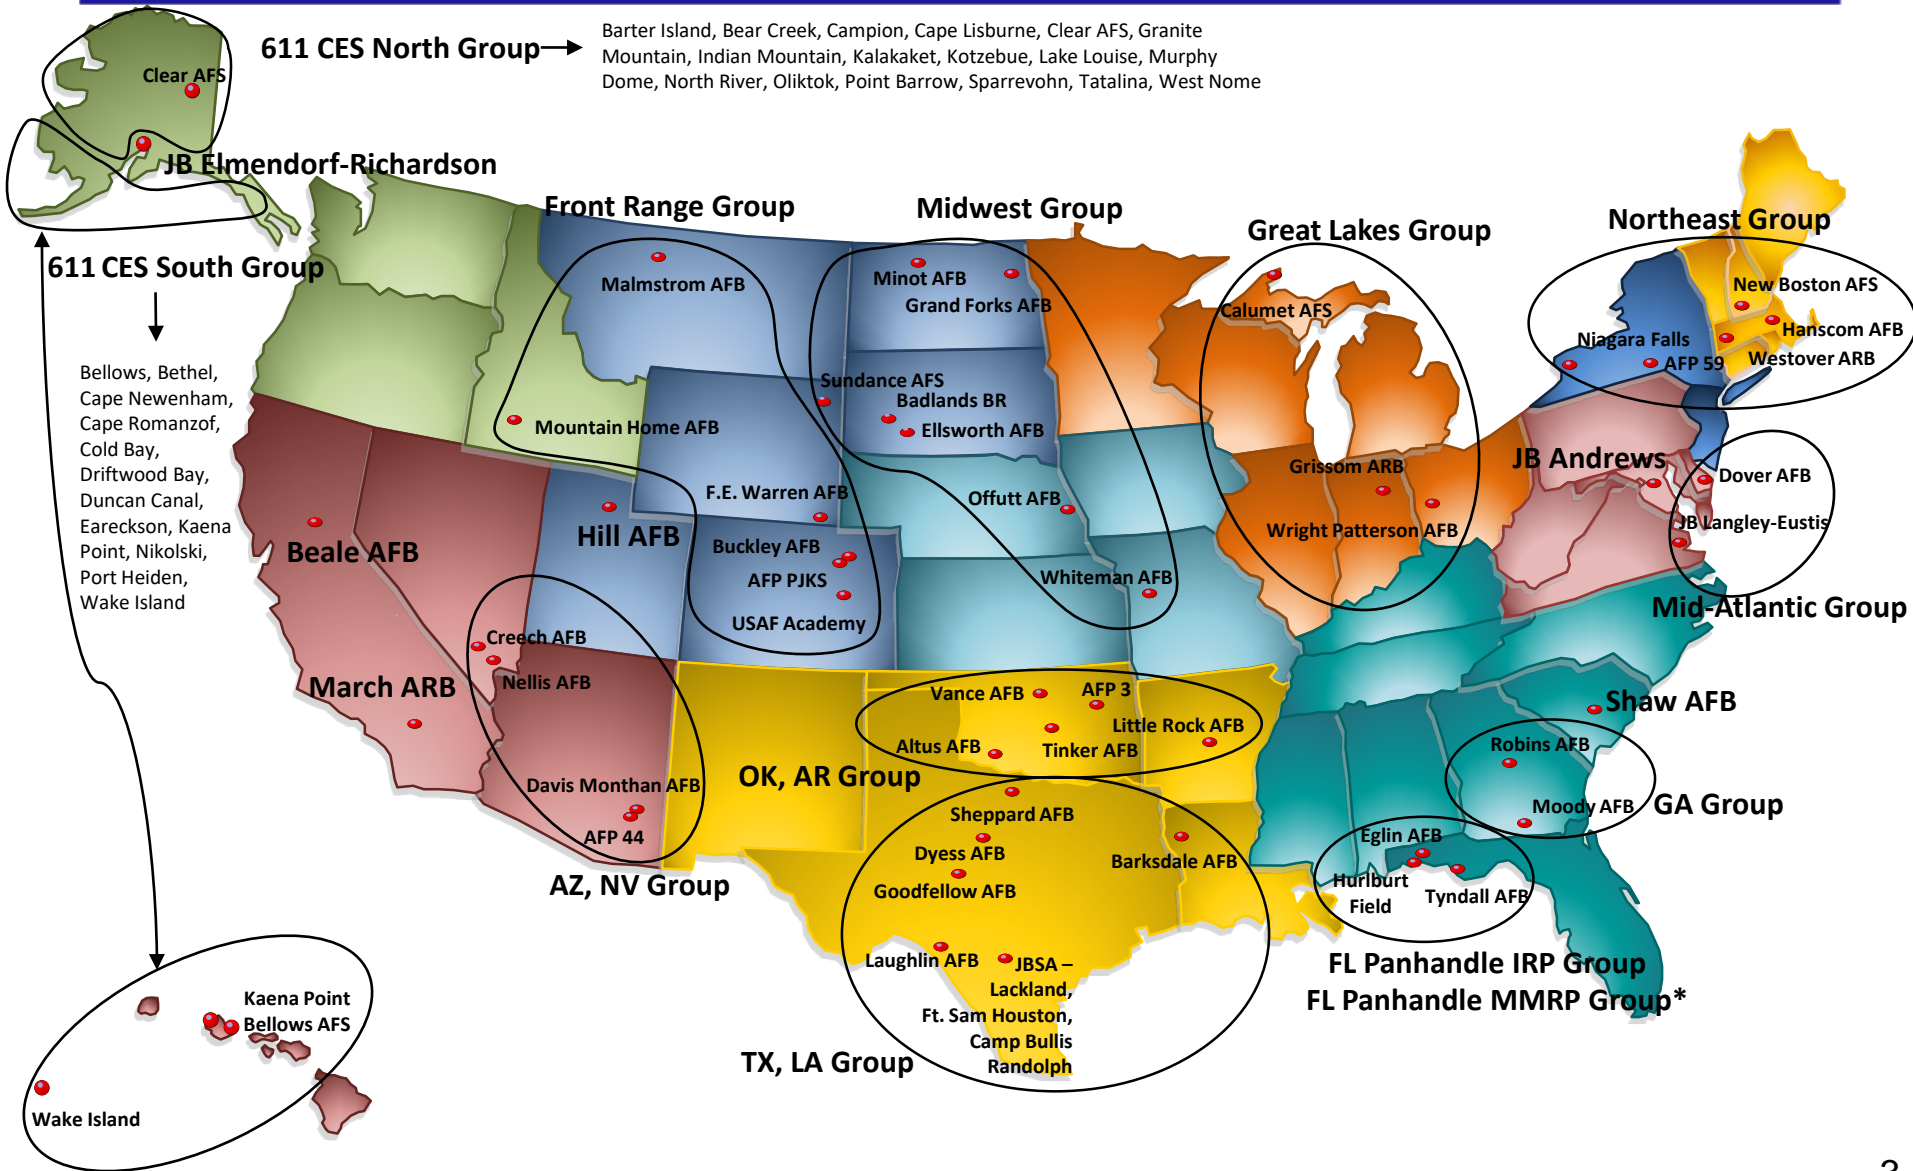 611 CES North Group
Barter Island, Bear Creek, Campion, Cape Lisburne, Clear AFS, Granite
Mountain, Indian Mountain, Kalakaket, Kotzebue, Lake Louise, Murphy
Dome, North River, Oliktok, Point Barrow, Sparrevohn, Tatalina, West Nome
Clear AFS
JB Elmendorf-Richardson
611 CES South Group
Bellows, Bethel,
Cape Newenham,
Cape Romanzof,
Cold Bay,
Driftwood Bay,
Duncan Canal,
Eareckson, Kaena
Point, Nikolski,
Port Heiden,
Wake Island
Front Range Group
Malmstrom AFB
Mountain Home AFB
F.E. Warren AFB
Buckley AFB
AFP PJKS
USAF Academy
Hill AFB
Midwest Group
Minot AFB
Grand Forks AFB
Sundance AFS
Badlands BR
Ellsworth AFB
Offutt AFB
Whiteman AFB
Great Lakes Group
Calumet AFS
Grissom ARB
Wright Patterson AFB
Northeast Group
New Boston AFS
Hanscom AFB
Niagara Falls
AFP 59
Westover ARB
JB Andrews
Dover AFB
JB Langley-Eustis
Mid-Atlantic Group
Beale AFB
March ARB
Creech AFB
Nellis AFB
Davis Monthan AFB
AFP 44
AZ, NV Group
Vance AFB
AFP 3
Little Rock AFB
Altus AFB
Tinker AFB
OK, AR Group
Sheppard AFB
Dyess AFB
Goodfellow AFB
Barksdale AFB
Laughlin AFB
JBSA –
Lackland,
Ft. Sam Houston,
Camp Bullis
Randolph
TX, LA Group
Shaw AFB
Robins AFB
Moody AFB
GA Group
Eglin AFB
Hurlburt
Field
Tyndall AFB
FL Panhandle IRP Group
FL Panhandle MMRP Group*
Kaena Point
Bellows AFS
Wake Island
3